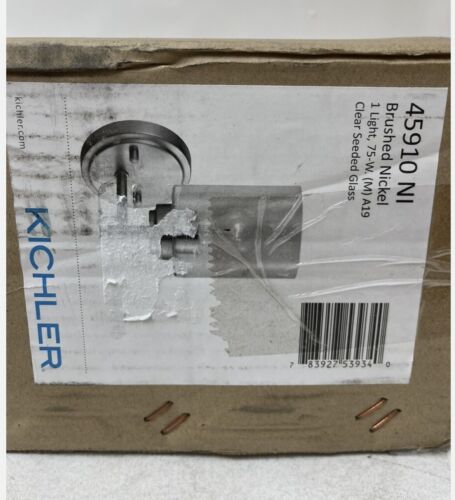 45910 NI
Brushed Nickel
1 Light, 75-W. (M) A19
Clear Seeded Glass
kichler.com
KICHLER
7 83927 53934 0